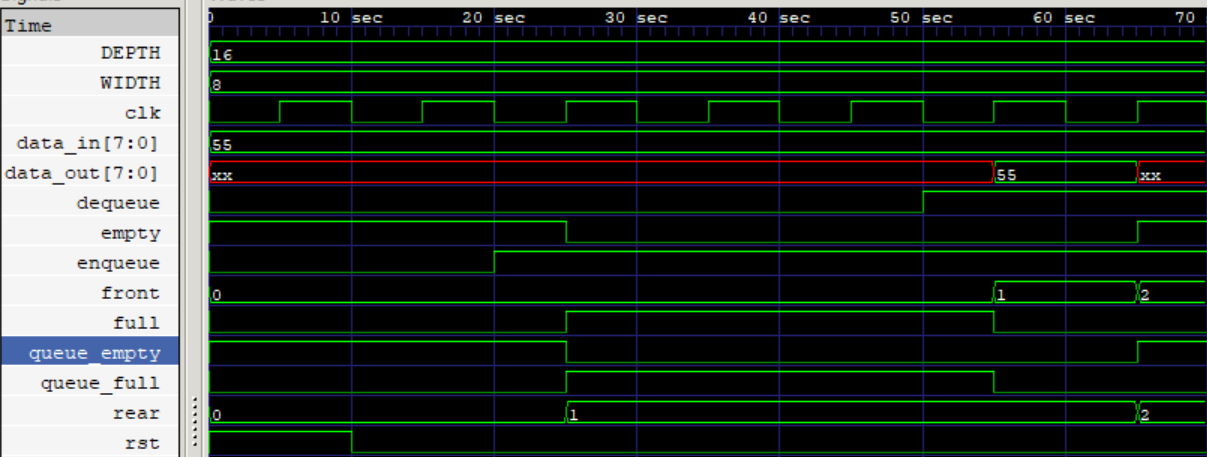 Time
0 10 sec 20 sec 30 sec 40 sec 50 sec 60 sec 70
DEPTH 16
WIDTH 8
clk
data_in[7:0] 55
data_out[7:0] xx 55 xx
dequeue
empty
enqueue
front 0 1 2
full
queue_empty
queue_full
rear 0 1 2
rst